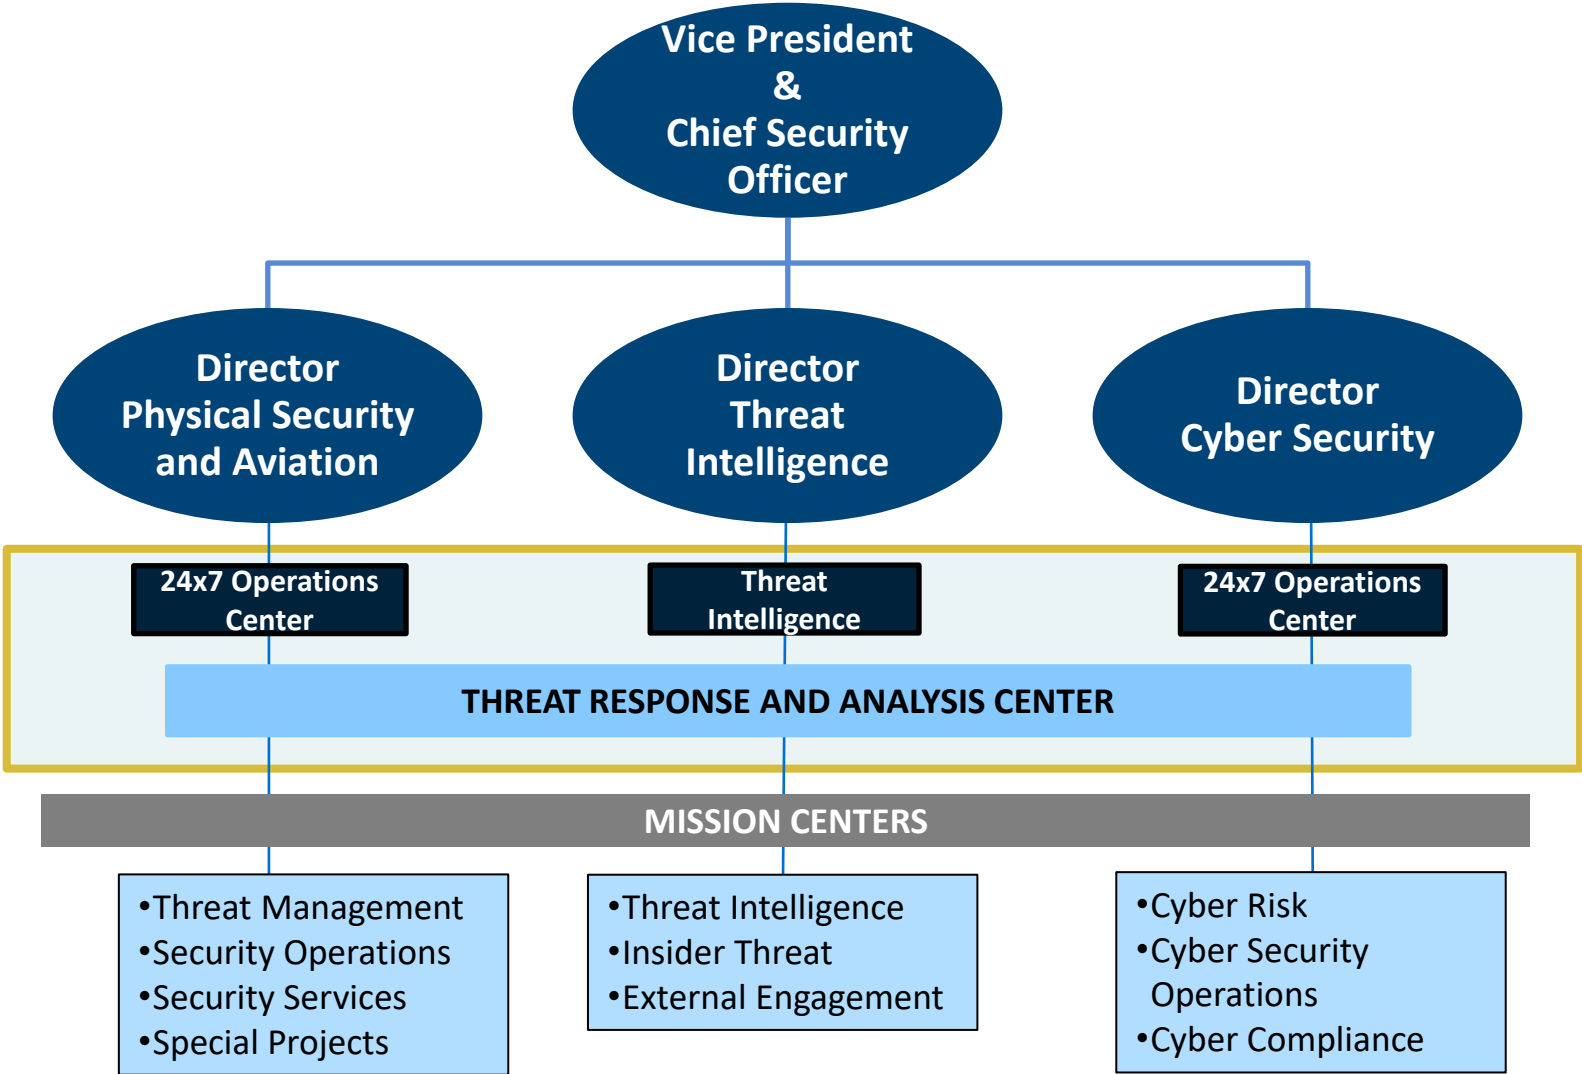 Vice President
&
Chief Security
Officer
Director
Physical Security
and Aviation
Director
Threat
Intelligence
Director
Cyber Security
24x7 Operations
Center
Threat
Intelligence
24x7 Operations
Center
THREAT RESPONSE AND ANALYSIS CENTER
MISSION CENTERS
•Threat Management
•Security Operations
•Security Services
•Special Projects
•Threat Intelligence
•Insider Threat
•External Engagement
•Cyber Risk
•Cyber Security
Operations
•Cyber Compliance